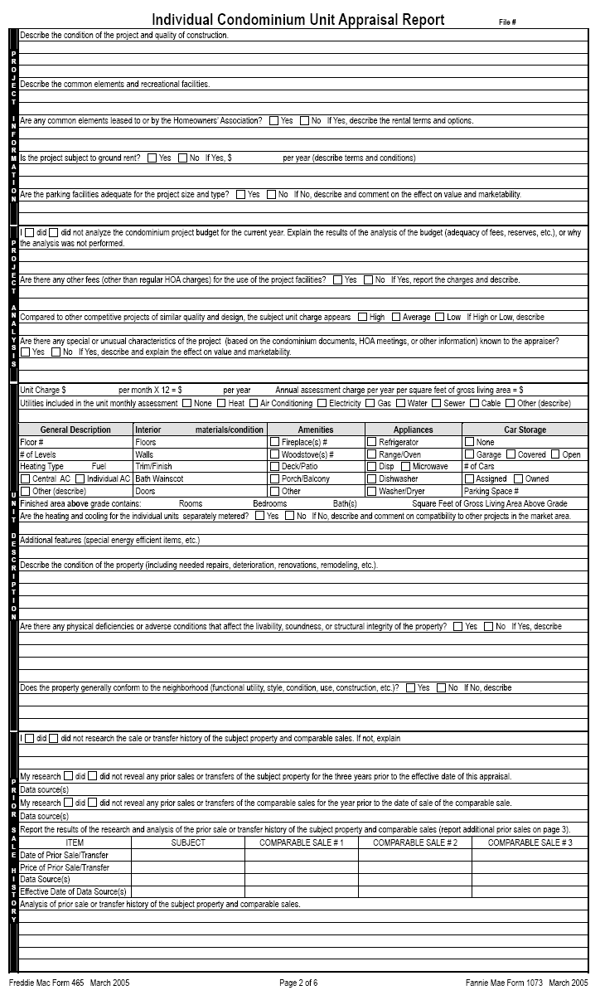 Individual Condominium Unit Appraisal Report File #
PROJECT INFORMATION
Describe the condition of the project and quality of construction.
Describe the common elements and recreational facilities.
Are any common elements leased to or by the Homeowners' Association? Yes No If Yes, describe the rental terms and options.
Is the project subject to ground rent? Yes No If Yes, $ per year (describe terms and conditions)
Are the parking facilities adequate for the project size and type? Yes No If No, describe and comment on the effect on value and marketability.
PROJECT ANALYSIS
I did did not analyze the condominium project budget for the current year. Explain the results of the analysis of the budget (adequacy of fees, reserves, etc.), or why
the analysis was not performed.
Are there any other fees (other than regular HOA charges) for the use of the project facilities? Yes No If Yes, report the charges and describe.
Compared to other competitive projects of similar quality and design, the subject unit charge appears High Average Low If High or Low, describe
Are there any special or unusual characteristics of the project (based on the condominium documents, HOA meetings, or other information) known to the appraiser?
Yes No If Yes, describe and explain the effect on value and marketability.
UNIT DESCRIPTION
Unit Charge $ per month X 12 = $ per year Annual assessment charge per year per square feet of gross living area = $
Utilities included in the unit monthly assessment None Heat Air Conditioning Electricity Gas Water Sewer Cable Other (describe)
General Description Interior materials/condition Amenities Appliances Car Storage
Floor # Floors Fireplace(s) # Refrigerator None
# of Levels Walls Woodstove(s) # Range/Oven Garage Covered Open
Heating Type Fuel Trim/Finish Deck/Patio Disp Microwave # of Cars
Central AC Individual AC Bath Wainscot Porch/Balcony Dishwasher Assigned Owned
Other (describe) Doors Other Washer/Dryer Parking Space #
Finished area above grade contains: Rooms Bedrooms Bath(s) Square Feet of Gross Living Area Above Grade
Are the heating and cooling for the individual units separately metered? Yes No If No, describe and comment on compatibility to other projects in the market area.
Additional features (special energy efficient items, etc.)
Describe the condition of the property (including needed repairs, deterioration, renovations, remodeling, etc.).
Are there any physical deficiencies or adverse conditions that affect the livability, soundness, or structural integrity of the property? Yes No If Yes, describe
Does the property generally conform to the neighborhood (functional utility, style, condition, use, construction, etc.)? Yes No If No, describe
PRIOR SALE HISTORY
I did did not research the sale or transfer history of the subject property and comparable sales. If not, explain
My research did did not reveal any prior sales or transfers of the subject property for the three years prior to the effective date of this appraisal.
Data source(s)
My research did did not reveal any prior sales or transfers of the comparable sales for the year prior to the date of sale of the comparable sale.
Data source(s)
Report the results of the research and analysis of the prior sale or transfer history of the subject property and comparable sales (report additional prior sales on page 3).
ITEM SUBJECT COMPARABLE SALE # 1 COMPARABLE SALE # 2 COMPARABLE SALE # 3
Date of Prior Sale/Transfer
Price of Prior Sale/Transfer
Data Source(s)
Effective Date of Data Source(s)
Analysis of prior sale or transfer history of the subject property and comparable sales.
Freddie Mac Form 465 March 2005 Page 2 of 6 Fannie Mae Form 1073 March 2005